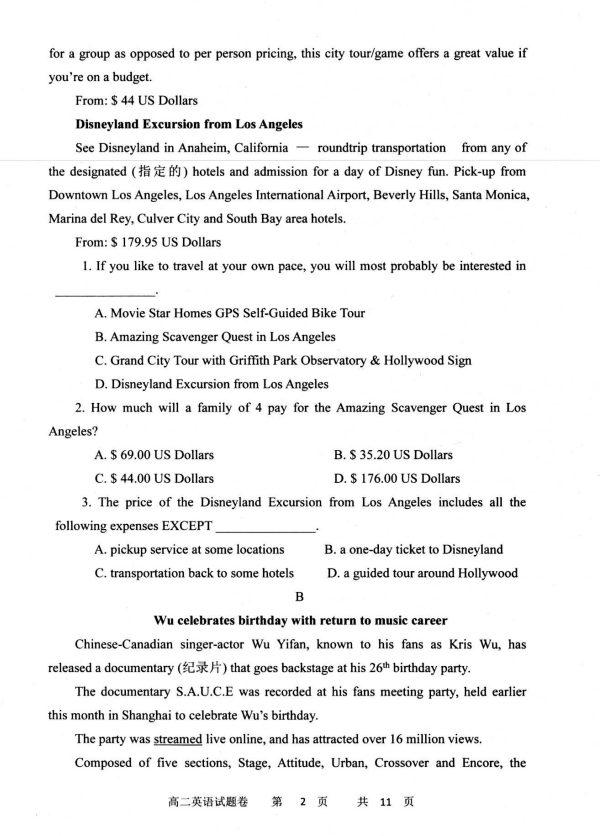 for a group as opposed to per person pricing, this city tour/game offers a great value if
you're on a budget.
From: $ 44 US Dollars
Disneyland Excursion from Los Angeles
See Disneyland in Anaheim, California — roundtrip transportation from any of
the designated (指定的) hotels and admission for a day of Disney fun. Pick-up from
Downtown Los Angeles, Los Angeles International Airport, Beverly Hills, Santa Monica,
Marina del Rey, Culver City and South Bay area hotels.
From: $ 179.95 US Dollars
1. If you like to travel at your own pace, you will most probably be interested in
_______________.
A. Movie Star Homes GPS Self-Guided Bike Tour
B. Amazing Scavenger Quest in Los Angeles
C. Grand City Tour with Griffith Park Observatory & Hollywood Sign
D. Disneyland Excursion from Los Angeles
2. How much will a family of 4 pay for the Amazing Scavenger Quest in Los
Angeles?
A. $ 69.00 US Dollars B. $ 35.20 US Dollars
C. $ 44.00 US Dollars D. $ 176.00 US Dollars
3. The price of the Disneyland Excursion from Los Angeles includes all the
following expenses EXCEPT _______________.
A. pickup service at some locations B. a one-day ticket to Disneyland
C. transportation back to some hotels D. a guided tour around Hollywood
B
Wu celebrates birthday with return to music career
Chinese-Canadian singer-actor Wu Yifan, known to his fans as Kris Wu, has
released a documentary (纪录片) that goes backstage at his 26th birthday party.
The documentary S.A.U.C.E was recorded at his fans meeting party, held earlier
this month in Shanghai to celebrate Wu's birthday.
The party was streamed live online, and has attracted over 16 million views.
Composed of five sections, Stage, Attitude, Urban, Crossover and Encore, the
高二英语试题卷 第 2 页 共 11 页